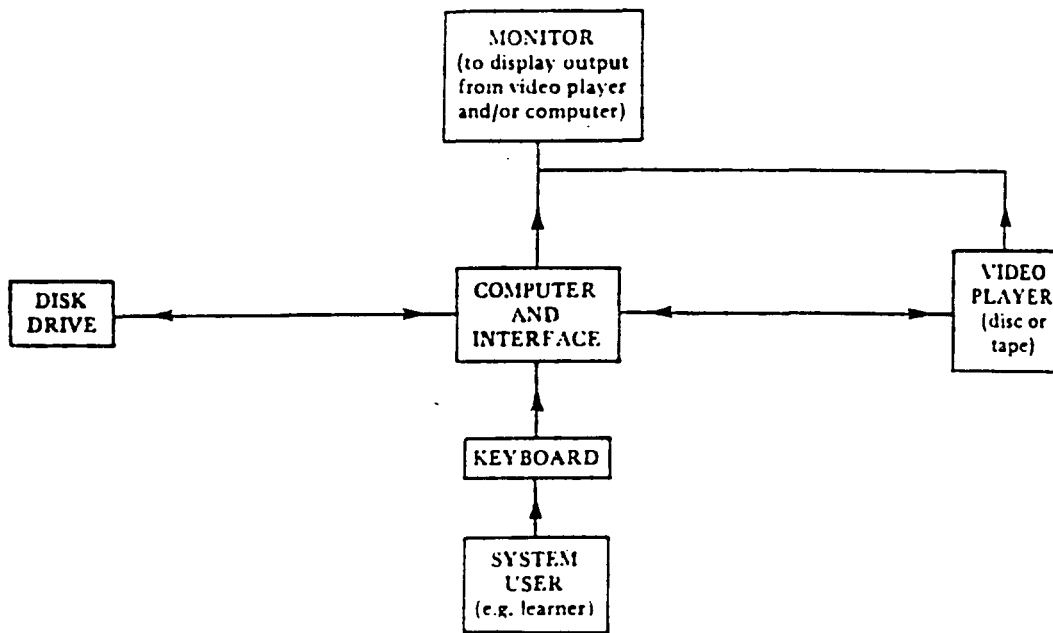 MONITOR
(to display output
from video player
and/or computer)
DISK
DRIVE
COMPUTER
AND
INTERFACE
VIDEO
PLAYER
(disc or
tape)
KEYBOARD
SYSTEM
USER
(e.g. learner)